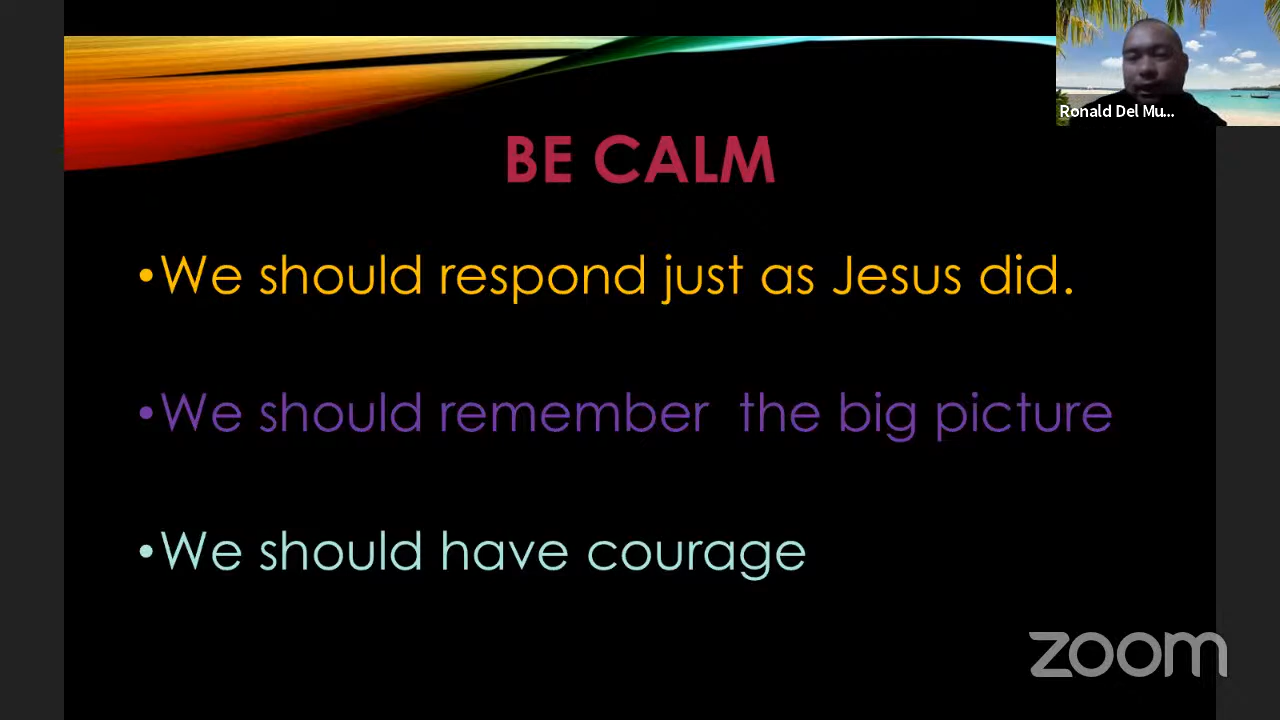 Ronald Del Mu...
BE CALM
•We should respond just as Jesus did.
•We should remember  the big picture
•We should have courage
zoom